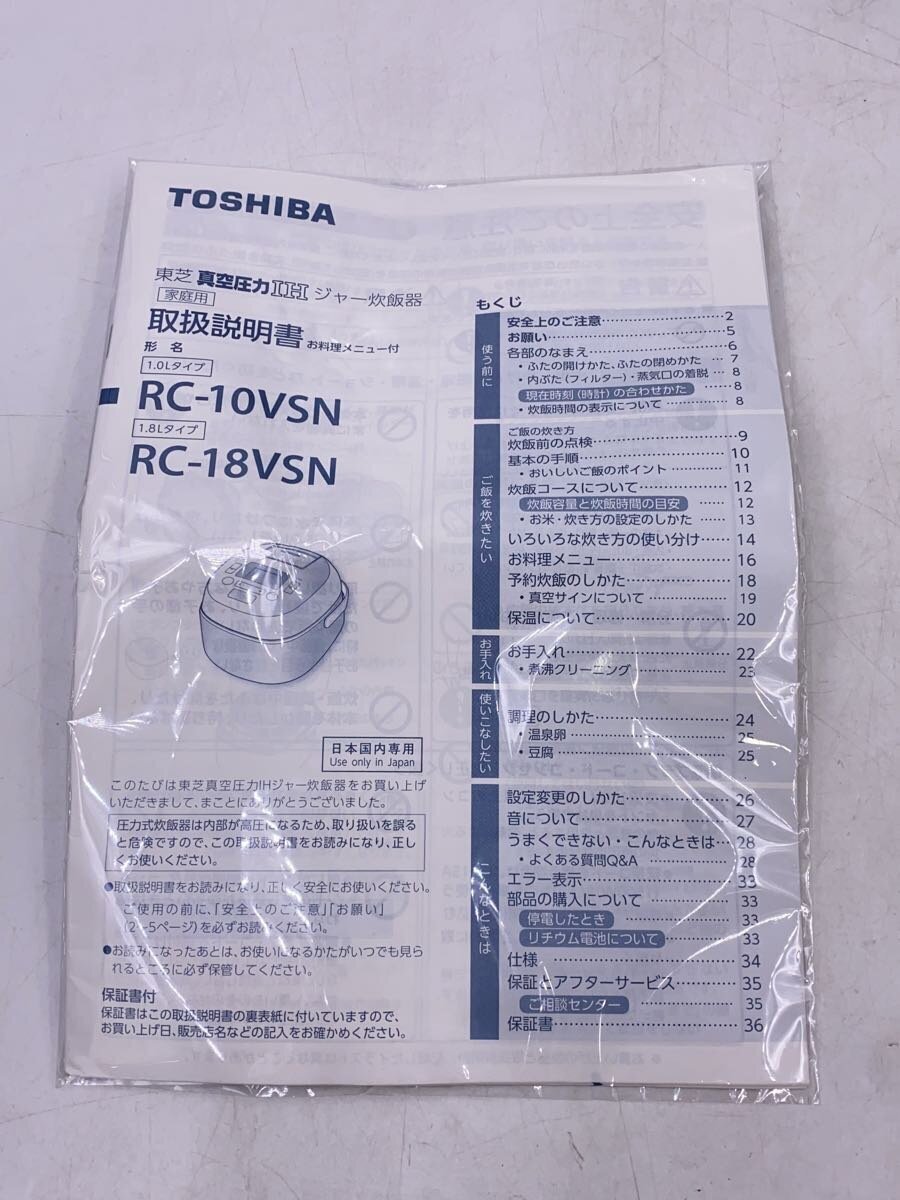 TOSHIBA
東芝 真空圧力IH ジャー炊飯器
家庭用
取扱説明書 お料理メニュー付
形 名
1.0Lタイプ
RC-10VSN
1.8Lタイプ
RC-18VSN
日本国内専用
Use only in Japan
このたびは東芝真空圧力IHジャー炊飯器をお買い上げ
いただきまして、まことにありがとうございました。
圧力式炊飯器は内部が高圧になるため、取り扱いを誤る
と危険ですので、この取扱説明書をお読みになり、正し
くお使いください。
●取扱説明書をお読みになり、正しく安全にお使いください。
ご使用の前に、「安全上のご注意」「お願い」
(2~5ページ)を必ずお読みください。
●お読みになったあとは、お使いになるかたがいつでも見ら
れるところに必ず保管してください。
保証書付
保証書はこの取扱説明書の裏表紙に付いていますので、
お買い上げ日、販売店名などの記入をお確かめください。
もくじ
使う前に
安全上のご注意……………2
お願い……………5
各部のなまえ……………6
・ふたの開けかた、ふたの閉めかた …7
・内ぶた(フィルター)・蒸気口の着脱 …8
現在時刻(時計)の合わせかた ……8
・炊飯時間の表示について ……8
ご飯を炊きたい
ご飯の炊き方
炊飯前の点検……………9
基本の手順……………10
・おいしいご飯のポイント …………11
炊飯コースについて……………12
炊飯容量と炊飯時間の目安 ……12
・お米・炊き方の設定のしかた ……13
いろいろな炊き方の使い分け……14
お料理メニュー……………16
予約炊飯のしかた……………18
・真空サインについて ……………19
保温について……………20
お手入れ
お手入れ……………22
・煮沸クリーニング……………23
使いこなしたい
調理のしかた……………24
・温泉卵……………25
・豆腐……………25
こんなときは
設定変更のしかた……………26
音について……………27
うまくできない・こんなときは…28
・よくある質問Q&A ……………28
エラー表示……………33
部品の購入について ……………33
停電したとき ……………33
リチウム電池について ……………33
仕様……………34
保証とアフターサービス……………35
ご相談センター ……………35
保証書……………36